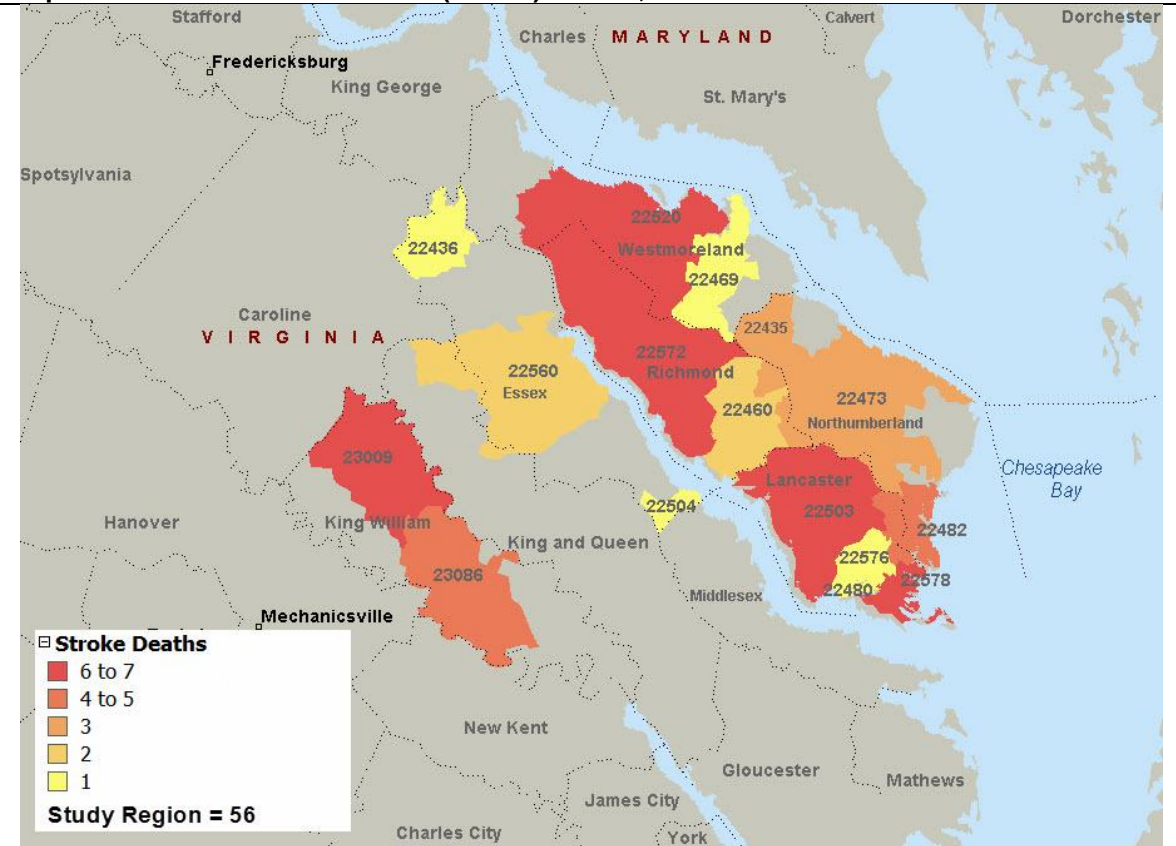 Stafford
Charles
MARYLAND
Calvert
Dorchester
Fredericksburg
King George
St. Mary's
Spotsylvania
22520
22436
Westmoreland
22469
Caroline
VIRGINIA
22435
22572
Richmond
22560
Essex
22460
22473
Northumberland
23009
Lancaster
Chesapeake
Bay
22504
22503
Hanover
King William
22482
King and Queen
22576
23086
22578
22480
Middlesex
Mechanicsville
Stroke Deaths
6 to 7
4 to 5
3
2
1
Study Region = 56
New Kent
Gloucester
Mathews
James City
Charles City
York